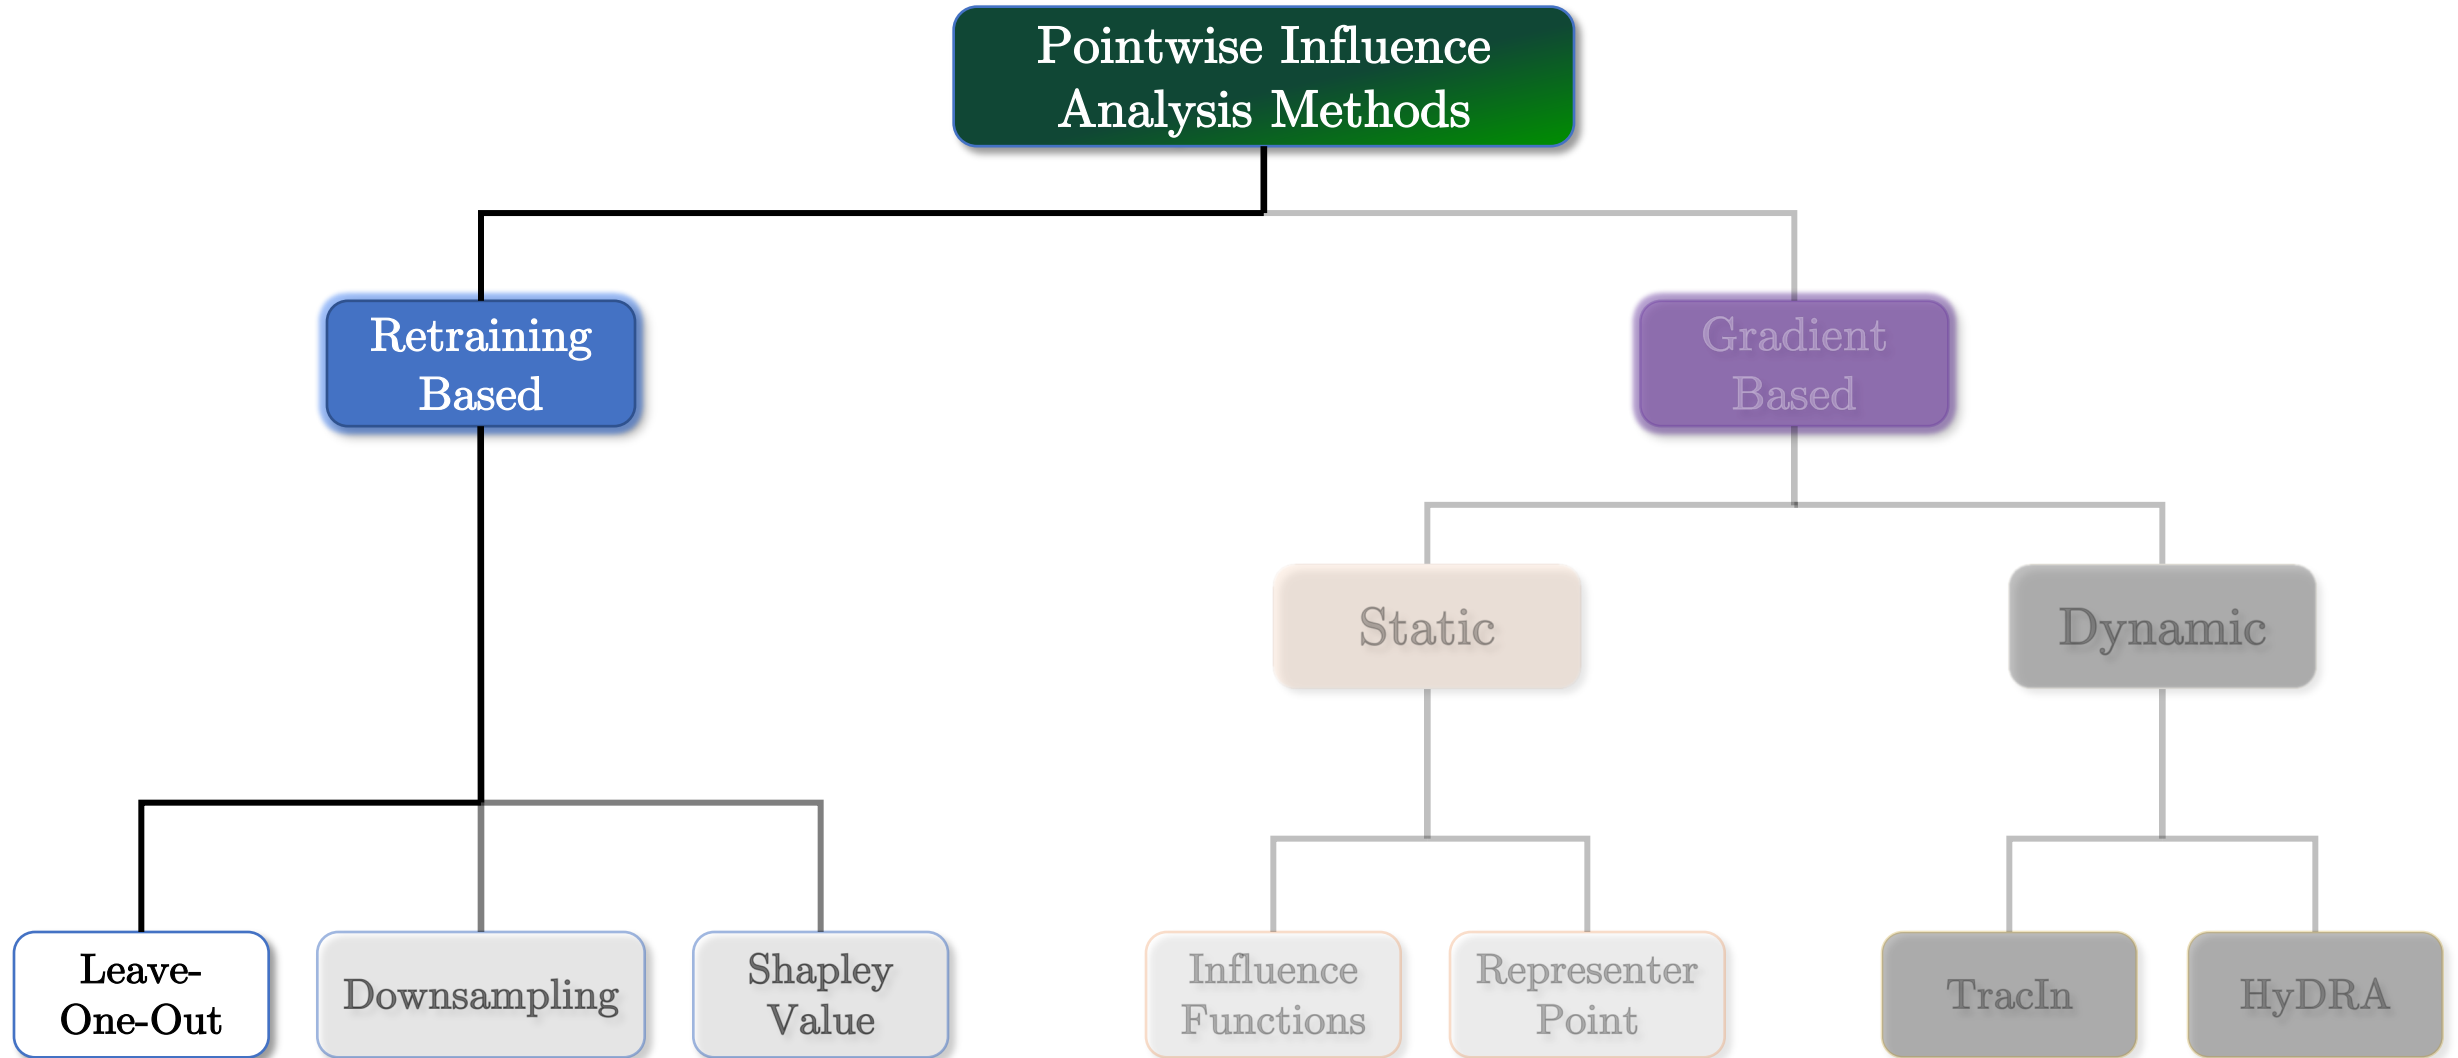 Pointwise Influence
Analysis Methods
Retraining
Based
Gradient
Based
Static
Dynamic
Leave-
One-Out
Downsampling
Shapley
Value
Influence
Functions
Representer
Point
TracIn
HyDRA